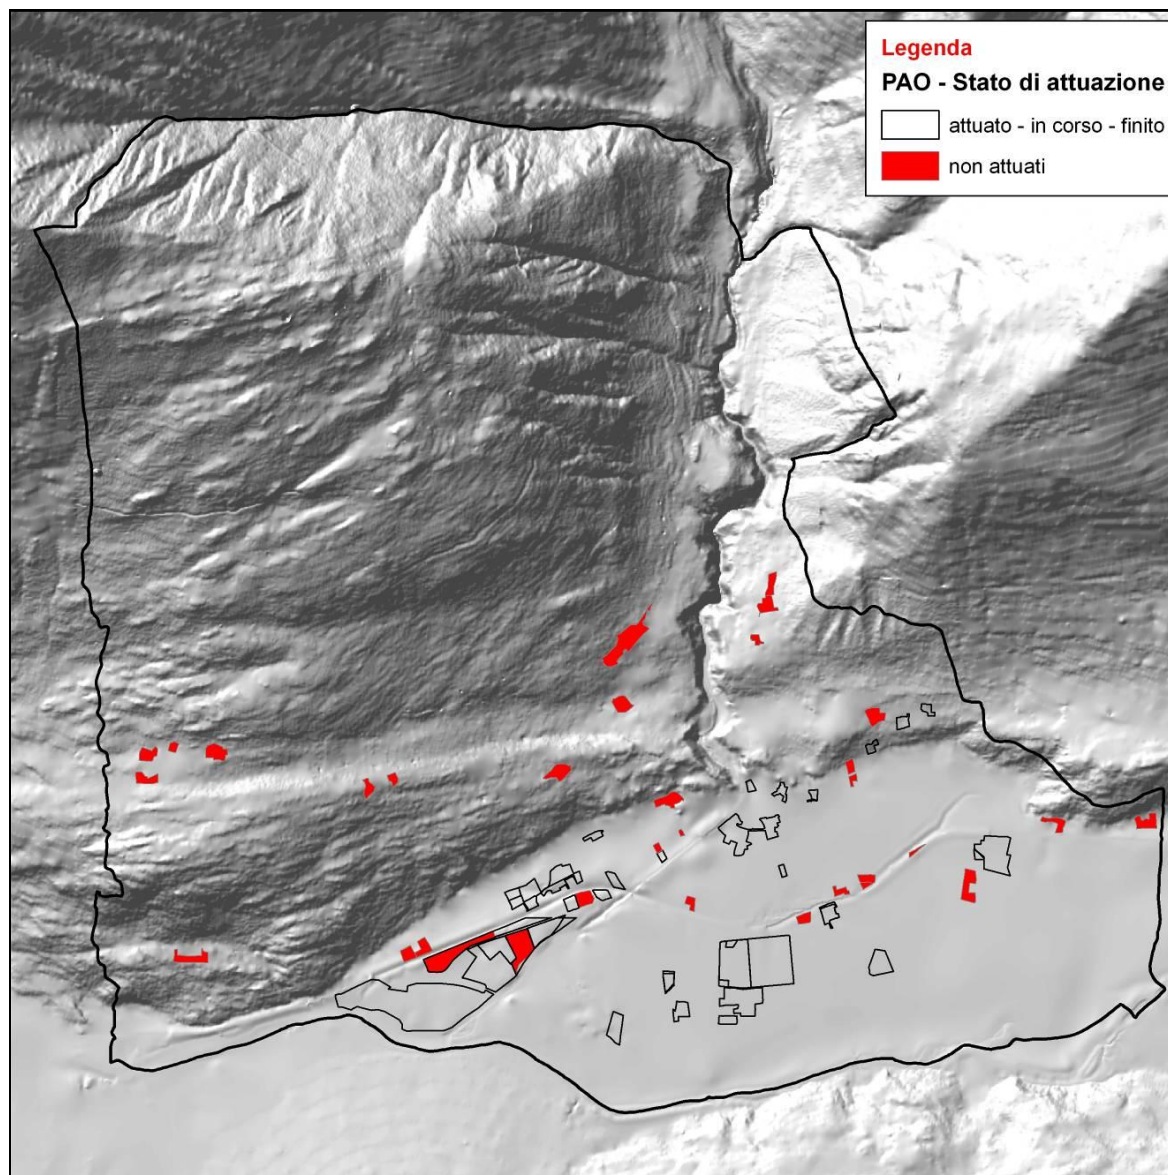 Legenda
PAO - Stato di attuazione
attuato - in corso - finito
non attuati